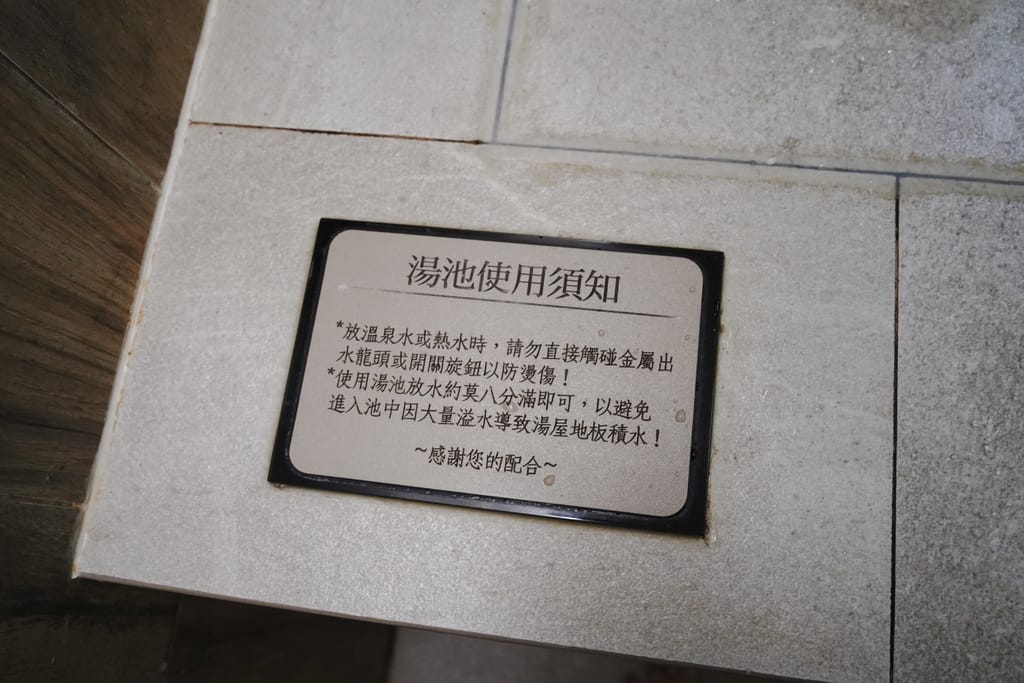 湯池使用須知
*放溫泉水或熱水時，請勿直接觸碰金屬出
水龍頭或開關旋鈕以防燙傷！
*使用湯池放水約莫八分滿即可，以避免
進入池中因大量溢水導致湯屋地板積水！
~感謝您的配合~